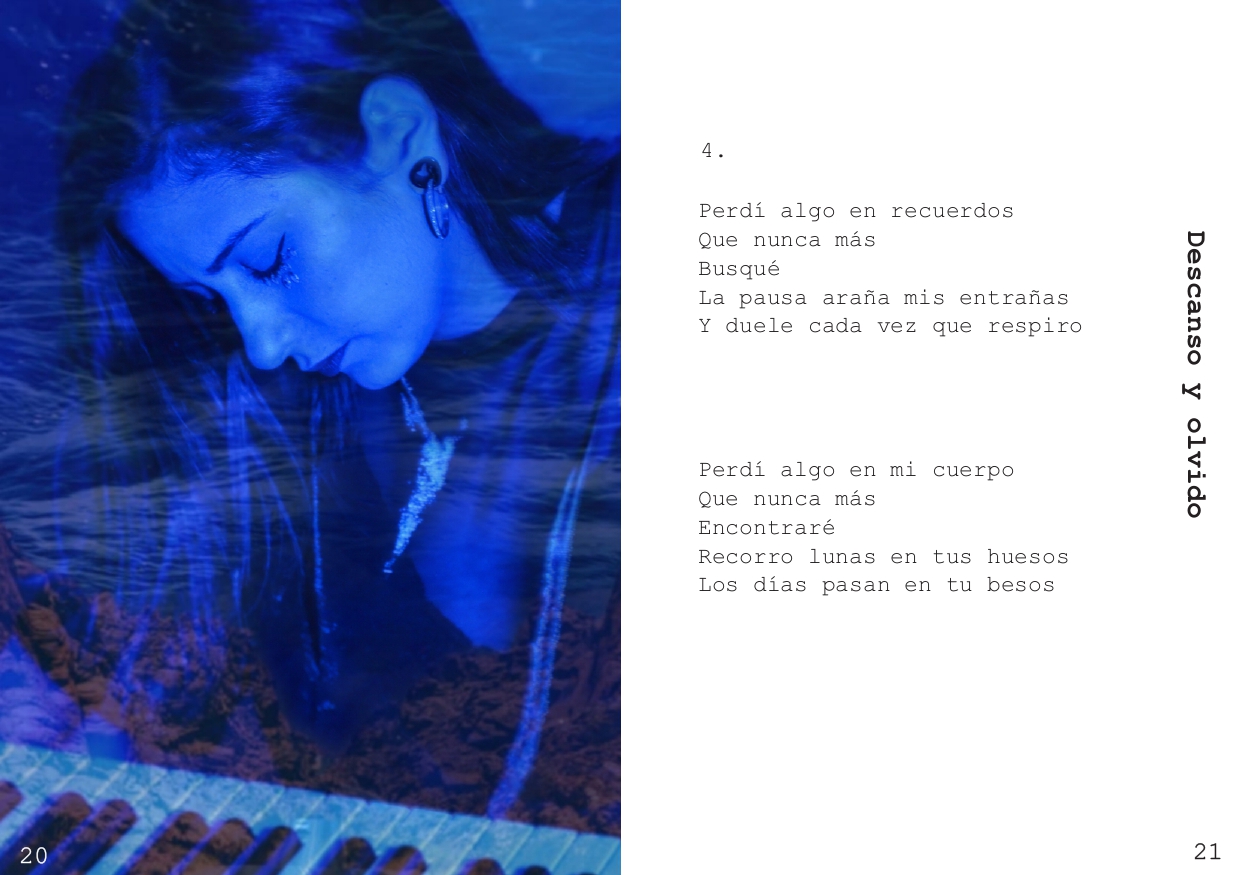 4.
Perdí algo en recuerdos
Que nunca más
Busqué
La pausa araña mis entrañas
Y duele cada vez que respiro
Perdí algo en mi cuerpo
Que nunca más
Encontraré
Recorro lunas en tus huesos
Los días pasan en tu besos
Descanso y olvido
20
21